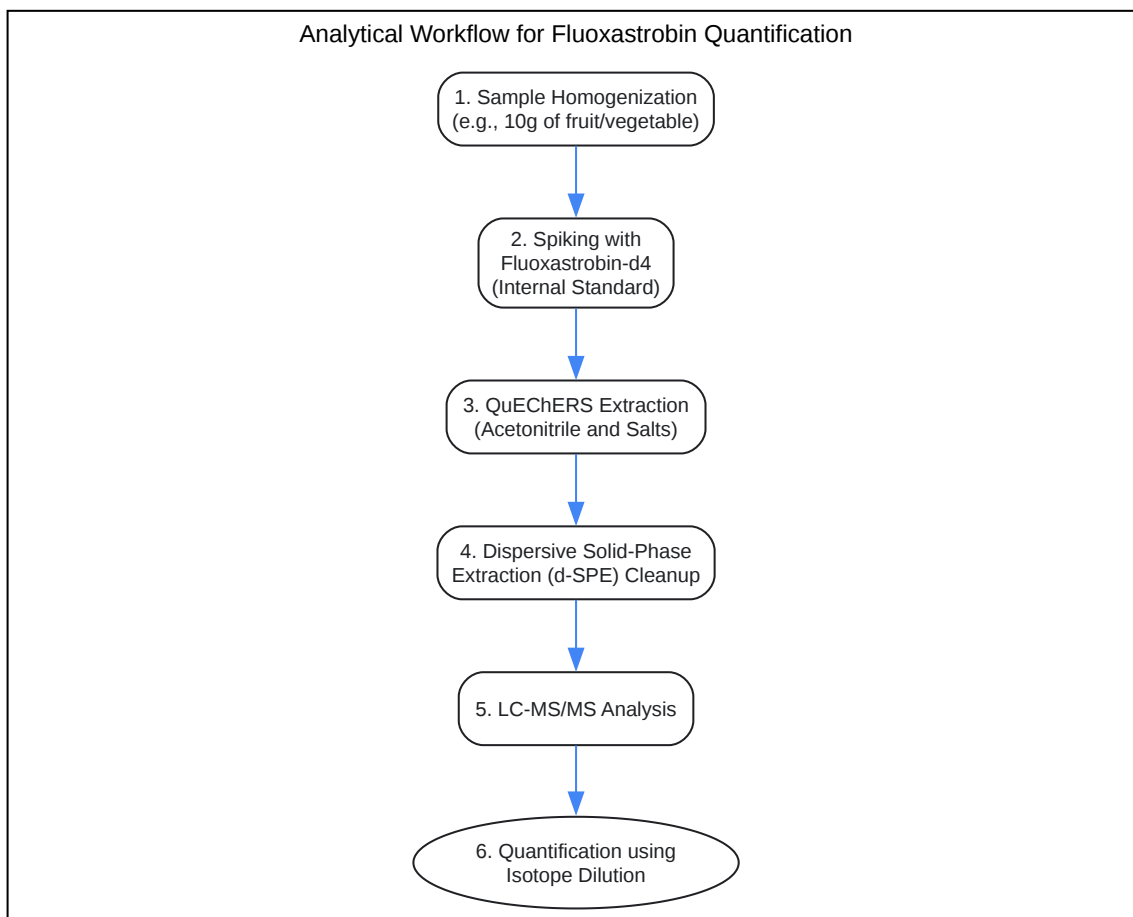 Analytical Workflow for Fluoxastrobin Quantification
1. Sample Homogenization
(e.g., 10g of fruit/vegetable)
2. Spiking with
Fluoxastrobin-d4
(Internal Standard)
3. QuEChERS Extraction
(Acetonitrile and Salts)
4. Dispersive Solid-Phase
Extraction (d-SPE) Cleanup
5. LC-MS/MS Analysis
6. Quantification using
Isotope Dilution